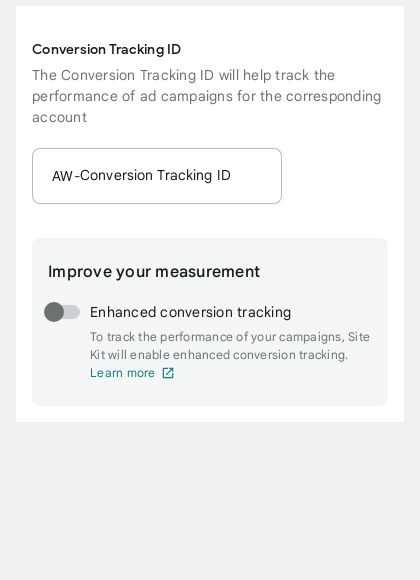 Conversion Tracking ID
The Conversion Tracking ID will help track the
performance of ad campaigns for the corresponding
account
AW-Conversion Tracking ID
Improve your measurement
Enhanced conversion tracking
To track the performance of your campaigns, Site
Kit will enable enhanced conversion tracking.
Learn more